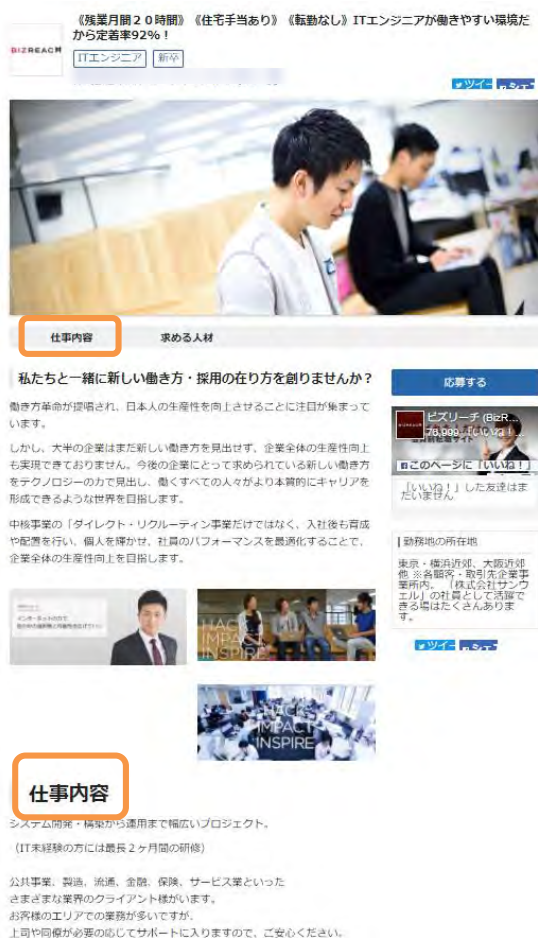 《残業月間２０時間》《住宅手当あり》《転勤なし》ITエンジニアが働きやすい環境だ
から定着率92%！
BIZREACH
ITエンジニア 新卒
ツイー シェア
仕事内容 求める人材
私たちと一緒に新しい働き方・採用の在り方を創りませんか？
働き方革命が提唱され、日本人の生産性を向上させることに注目が集まって
います。
しかし、大半の企業はまだ新しい働き方を見出せず、企業全体の生産性向上
も実現できておりません。今後の企業にとって求められている新しい働き方
をテクノロジーの力で見出し、働くすべての人々がより本質的にキャリアを
形成できるような世界を目指します。
中核事業の「ダイレクト・リクルーティン事業だけではなく、入社後も育成
や配置を行い、個人を輝かせ、社員のパフォーマンスを最適化することで、
企業全体の生産性向上を目指します。
HACK
IMPACT
INSPIRE
HACK
IMPACT
INSPIRE
応募する
ビズリーチ (BizR...
このページに「いいね！」
「いいね！」した友達はま
だいません
勤務地の所在地
東京・横浜近郊、大阪近郊
他 ※各顧客・取引先企業事
業所内。「株式会社サンウ
ェル」の社員として活躍で
きる場はたくさんありま
す。
ツイー シェア
仕事内容
システム開発・構築から運用まで幅広いプロジェクト。
（IT未経験の方には最長２ヶ月間の研修）
公共事業、製造、流通、金融、保険、サービス業といった
さまざまな業界のクライアント様がいます。
お客様のエリアでの業務が多いですが、
上司や同僚が必要の応じてサポートに入りますので、ご安心ください。